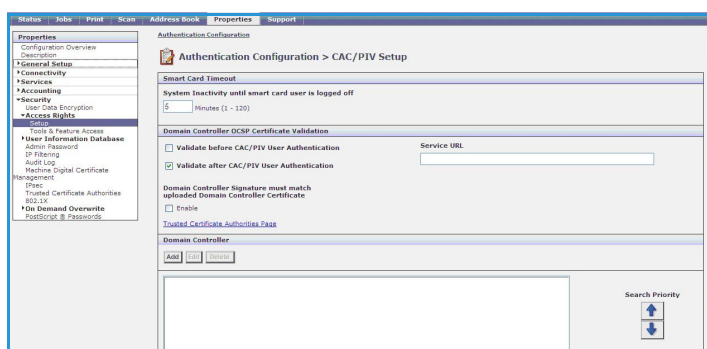 Status Jobs Print Scan Address Book Properties Support
Properties
Configuration Overview
Description
General Setup
Connectivity
Services
Accounting
Security
User Data Encryption
Access Rights
Setup
Tools & Feature Access
User Information Database
Admin Password
IP Filtering
Audit Log
Machine Digital Certificate
Management
IPsec
Trusted Certificate Authorities
802.1X
On Demand Overwrite
PostScript ® Passwords
Authentication Configuration
Authentication Configuration > CAC/PIV Setup
Smart Card Timeout
System Inactivity until smart card user is logged off
5 Minutes (1 - 120)
Domain Controller OCSP Certificate Validation
Validate before CAC/PIV User Authentication
Service URL
Validate after CAC/PIV User Authentication
Domain Controller Signature must match
uploaded Domain Controller Certificate
Enable
Trusted Certificate Authorities Page
Domain Controller
Add Edit Delete
Search Priority